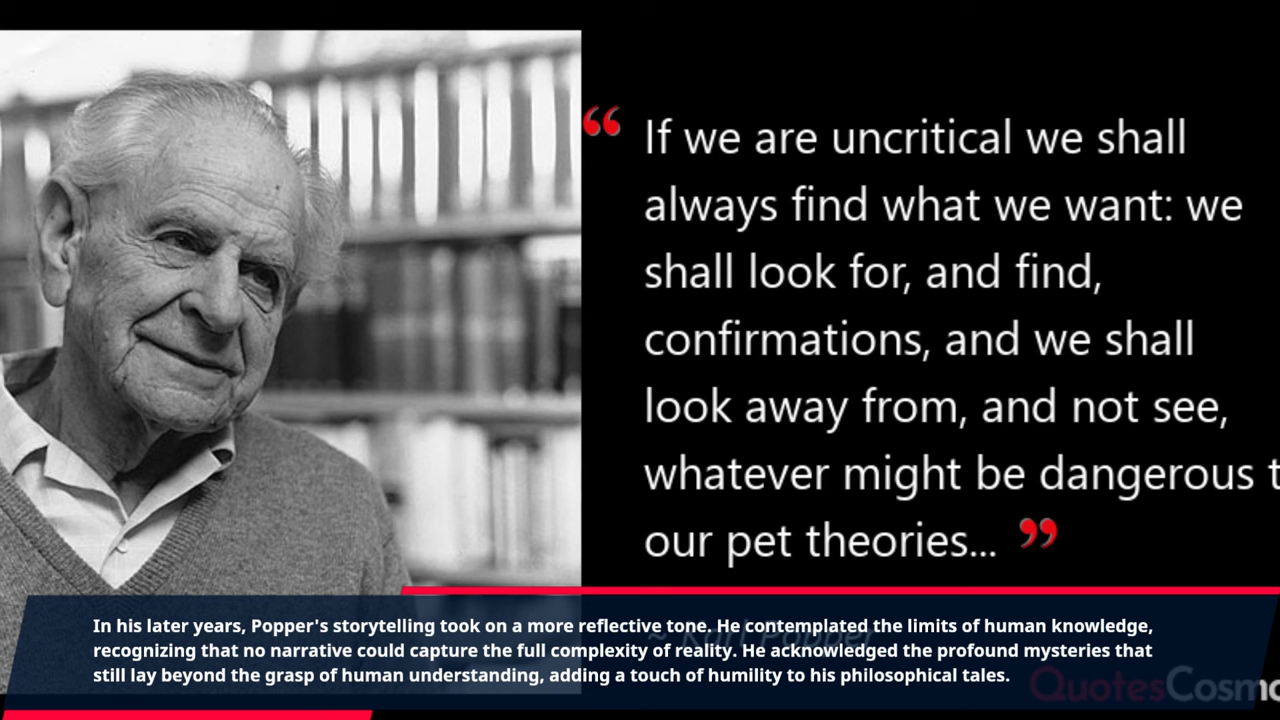 “ If we are uncritical we shall
always find what we want: we
shall look for, and find,
confirmations, and we shall
look away from, and not see,
whatever might be dangerous t
our pet theories... ”
~ Karl Popper
In his later years, Popper's storytelling took on a more reflective tone. He contemplated the limits of human knowledge,
recognizing that no narrative could capture the full complexity of reality. He acknowledged the profound mysteries that
still lay beyond the grasp of human understanding, adding a touch of humility to his philosophical tales.
QuotesCosmo